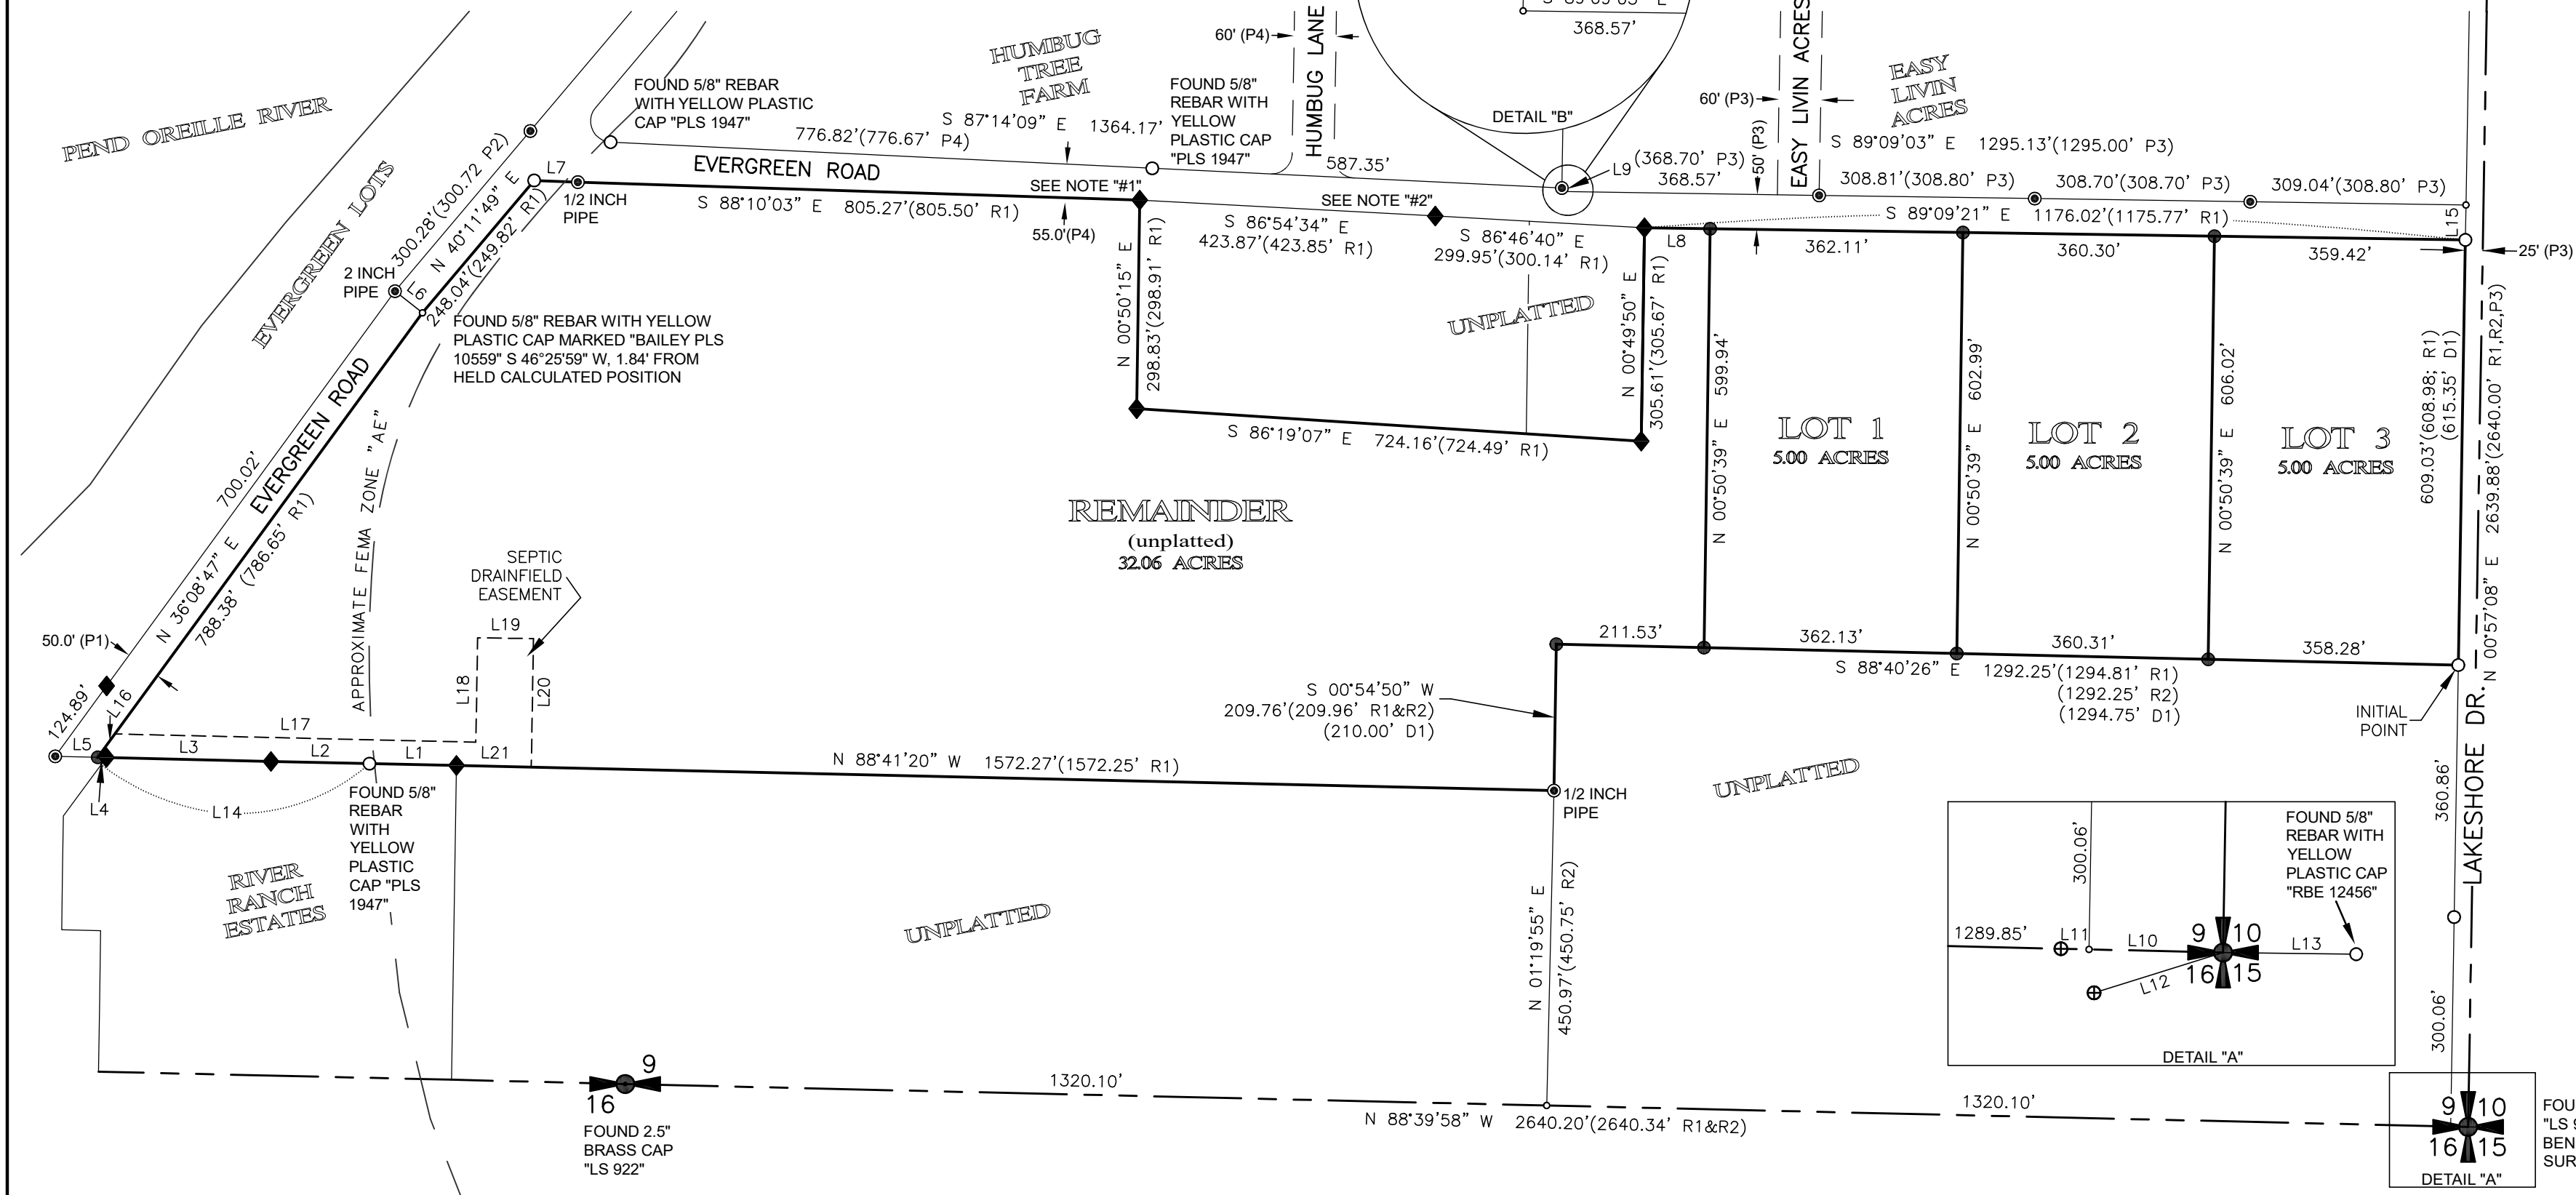 S 89°09'03" E
368.57'
60' (P4)
HUMBUG LANE
EASY LIVIN ACRES
60' (P3)
EASY
LIVIN
ACRES
HUMBUG
TREE
FARM
PEND OREILLE RIVER
FOUND 5/8" REBAR
WITH YELLOW PLASTIC
CAP "PLS 1947"
FOUND 5/8"
REBAR WITH
YELLOW
PLASTIC CAP
"PLS 1947"
DETAIL "B"
S 87°14'09" E 1364.17'
776.82'(776.67' P4)
587.35'
L9
(368.70' P3)
368.57'
50' (P3)
S 89°09'03" E 1295.13'(1295.00' P3)
308.81'(308.80' P3)
308.70'(308.70' P3)
309.04'(308.80' P3)
EVERGREEN ROAD
L7
1/2 INCH
PIPE
S 88°10'03" E 805.27'(805.50' R1)
SEE NOTE "#1"
55.0'(P4)
SEE NOTE "#2"
S 86°54'34" E
423.87'(423.85' R1)
S 86°46'40" E
299.95'(300.14' R1)
S 89°09'21" E 1176.02'(1175.77' R1)
L8
362.11'
360.30'
359.42'
L15
25' (P3)
EVERGREEN LOTS
300.28'(300.72 P2)
N 40°11'49" E
248.04'(249.82' R1)
2 INCH
PIPE
L6
FOUND 5/8" REBAR WITH YELLOW
PLASTIC CAP MARKED "BAILEY PLS
10559" S 46°25'59" W, 1.84' FROM
HELD CALCULATED POSITION
N 00°50'15" E
298.83'(298.91' R1)
S 86°19'07" E 724.16'(724.49' R1)
UNPLATTED
N 00°49'50" E
305.61'(305.67' R1)
N 00°50'39" E 599.94'
LOT 1
5.00 ACRES
N 00°50'39" E 602.99'
LOT 2
5.00 ACRES
N 00°50'39" E 606.02'
LOT 3
5.00 ACRES
609.03'(608.98; R1)
(615.35' D1)
N 00°57'08" E 2639.88'(2640.00' R1,R2,P3)
700.02'
EVERGREEN ROAD
N 36°08'47" E
788.38' (786.65' R1)
APPROXIMATE FEMA ZONE "AE"
REMAINDER
(unplatted)
32.06 ACRES
SEPTIC
DRAINFIELD
EASEMENT
L19
L18
L20
50.0' (P1)
124.89'
L16
L17
L5
L3
L2
L1
L21
L4
L14
N 88°41'20" W 1572.27'(1572.25' R1)
S 00°54'50" W
209.76'(209.96' R1&R2)
(210.00' D1)
211.53'
362.13'
360.31'
358.28'
S 88°40'26" E 1292.25'(1294.81' R1)
(1292.25' R2)
(1294.75' D1)
INITIAL
POINT
LAKESHORE DR.
360.86'
300.06'
FOUND 5/8"
REBAR
WITH
YELLOW
PLASTIC
CAP "PLS
1947"
RIVER
RANCH
ESTATES
UNPLATTED
1/2 INCH
PIPE
UNPLATTED
N 01°19'55" E
450.97'(450.75' R2)
1289.85'
300.06'
L11
L10
L12
L13
9 10
16 15
FOUND 5/8"
REBAR WITH
YELLOW
PLASTIC CAP
"RBE 12456"
DETAIL "A"
9
16
FOUND 2.5"
BRASS CAP
"LS 922"
1320.10'
N 88°39'58" W 2640.20'(2640.34' R1&R2)
1320.10'
9 10
16 15
DETAIL "A"
FOU
"LS 9
BEN
SUR